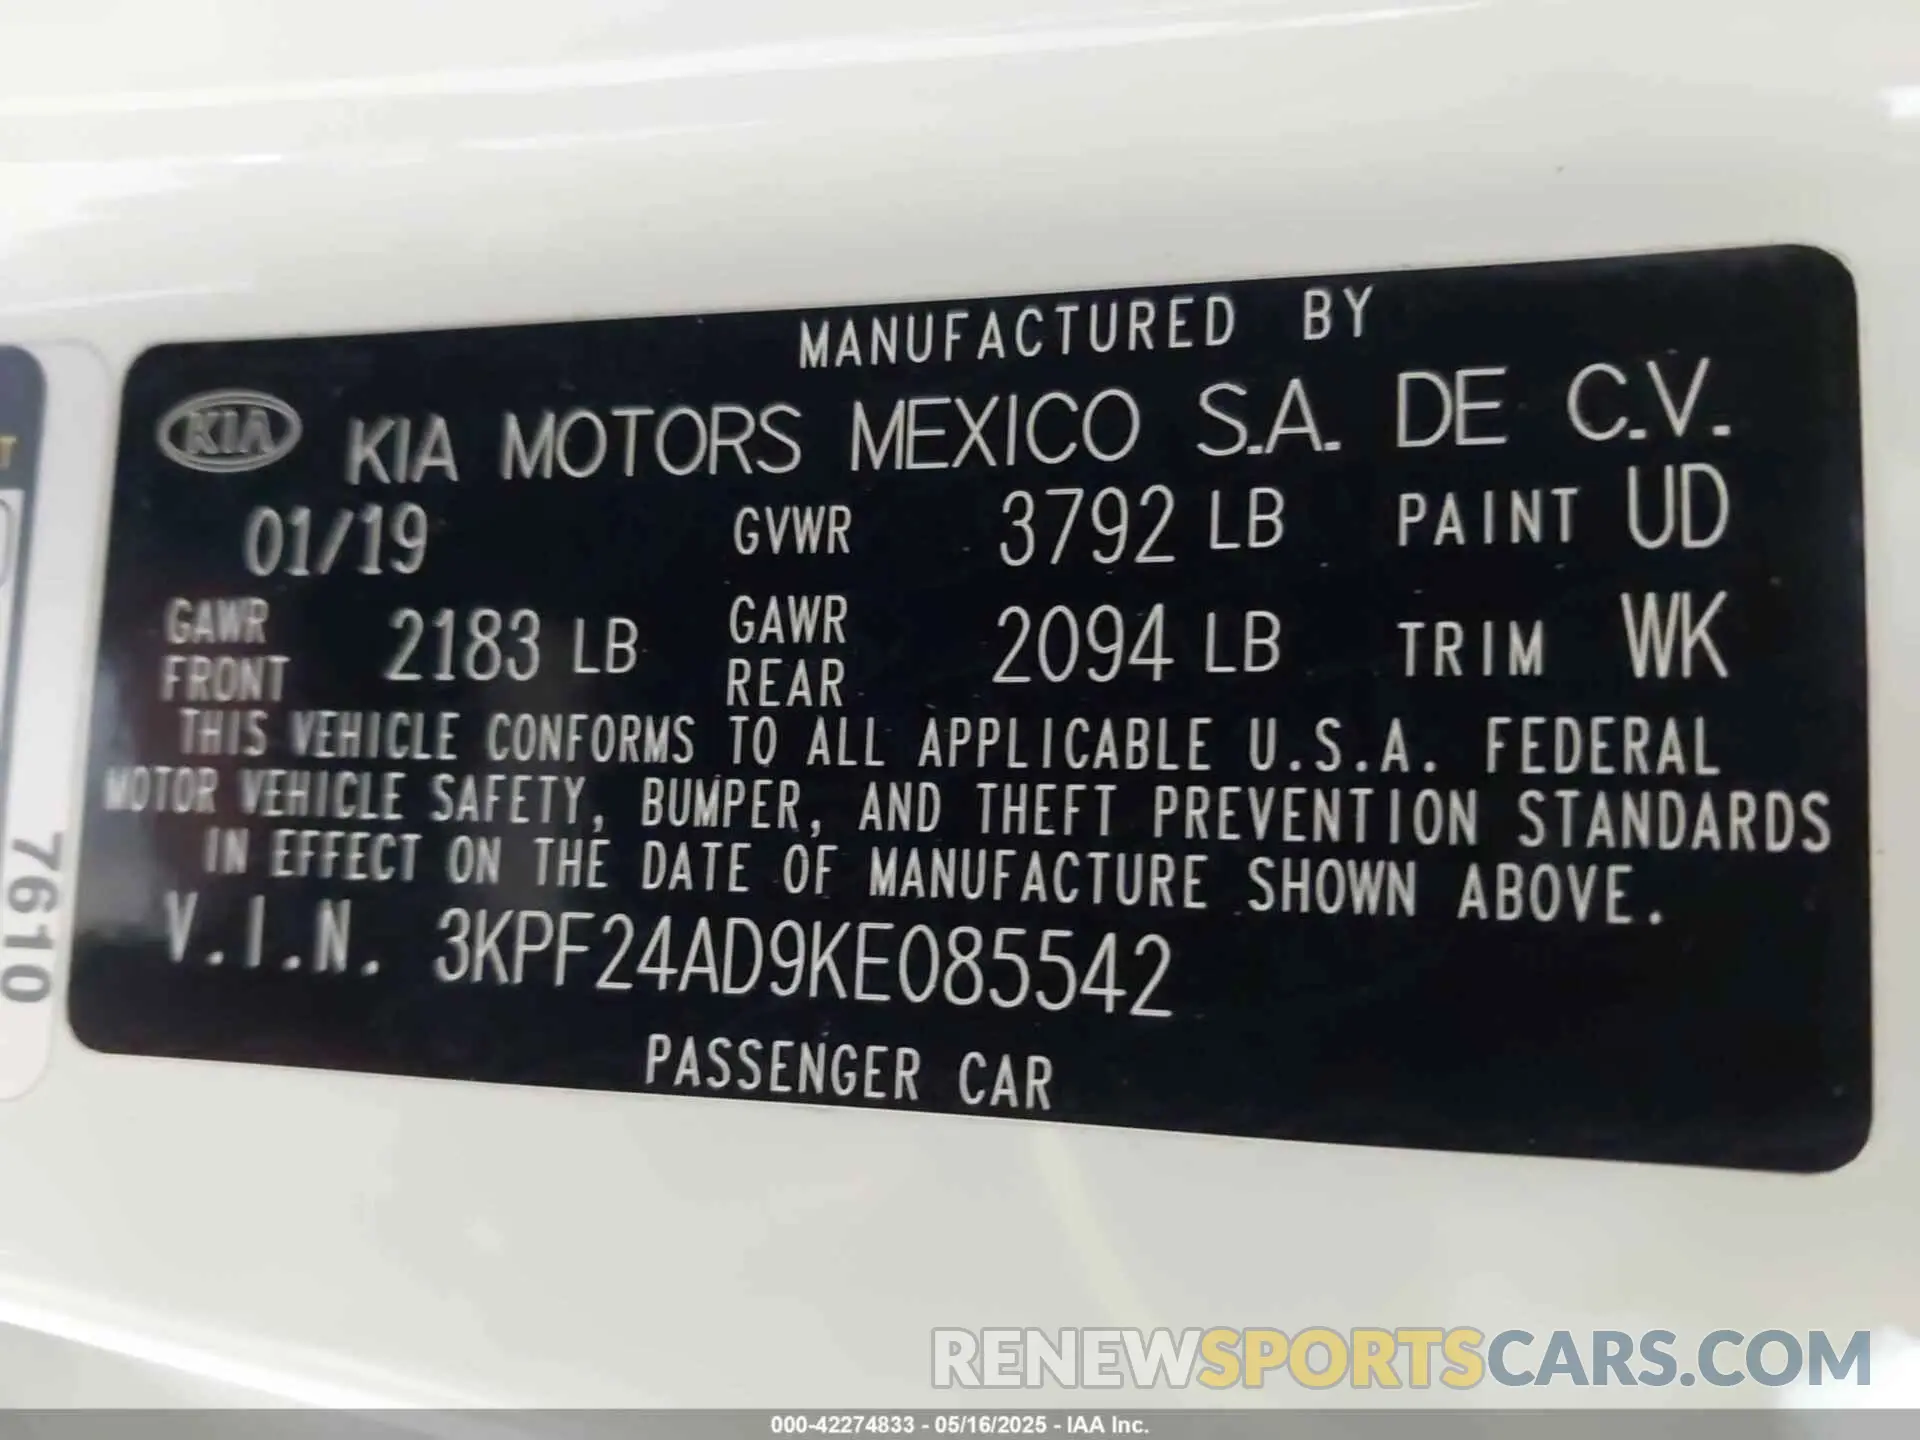 MANUFACTURED BY
KIA KIA MOTORS MEXICO S.A. DE C.V.
01/19 GVWR 3792 LB PAINT UD
GAWR FRONT 2183 LB GAWR REAR 2094 LB TRIM WK
THIS VEHICLE CONFORMS TO ALL APPLICABLE U.S.A. FEDERAL
MOTOR VEHICLE SAFETY, BUMPER, AND THEFT PREVENTION STANDARDS
IN EFFECT ON THE DATE OF MANUFACTURE SHOWN ABOVE.
V.I.N. 3KPF24AD9KE085542
PASSENGER CAR
7610
RENEWSPORTSCARS.COM
000-42274833 - 05/16/2025 - IAA Inc.